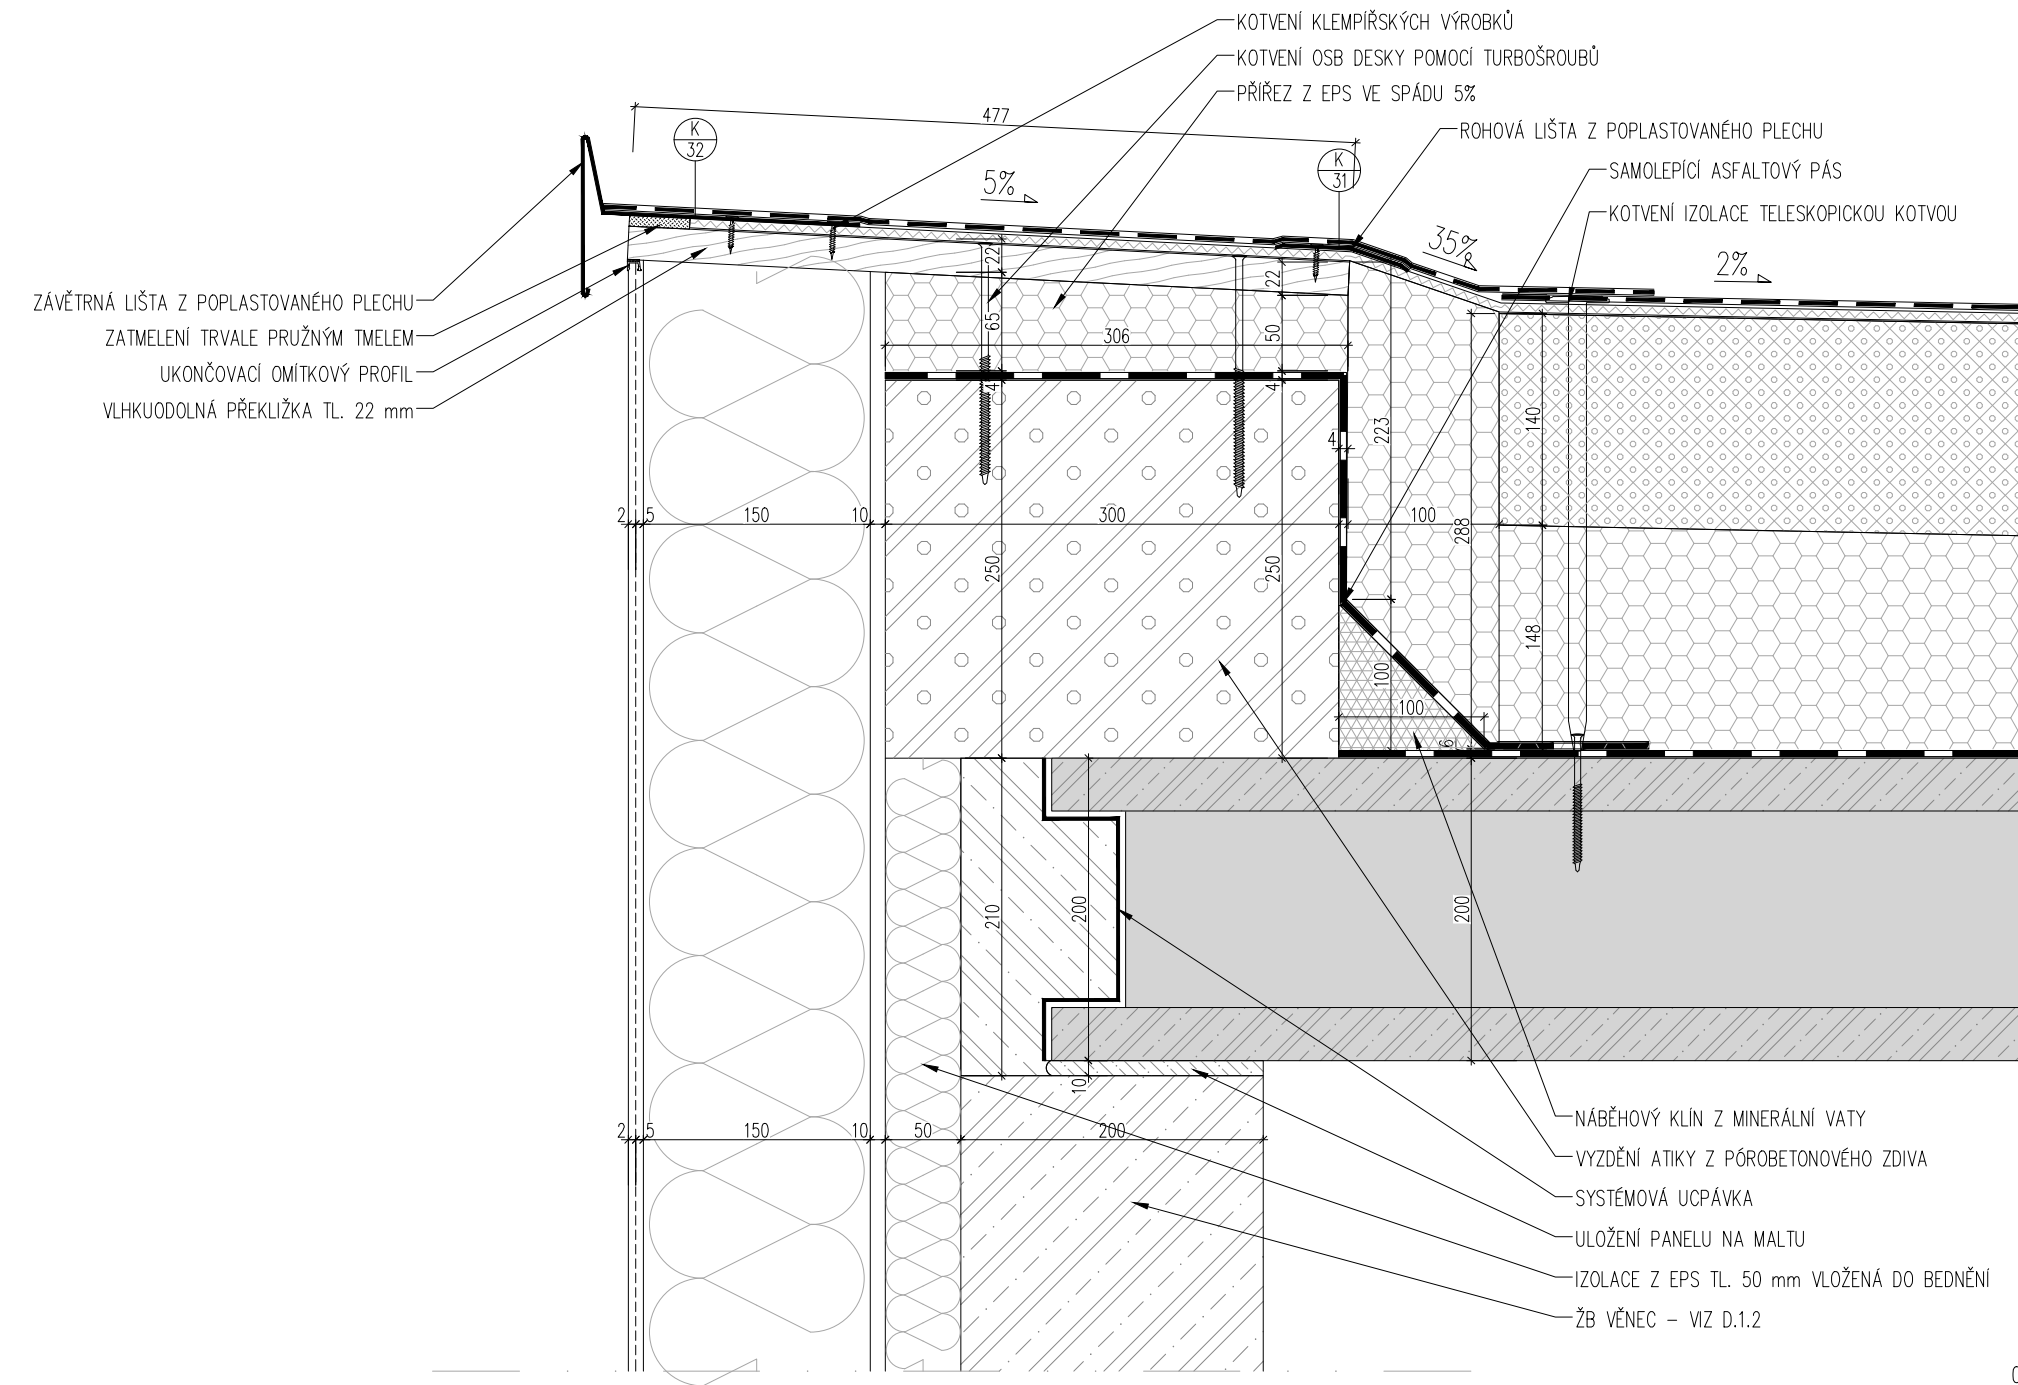 KOTVENÍ KLEMPÍŘSKÝCH VÝROBKŮ
KOTVENÍ OSB DESKY POMOCÍ TURBOŠROUBŮ
PŘÍŘEZ Z EPS VE SPÁDU 5%
477
K
32
K
31
ROHOVÁ LIŠTA Z POPLASTOVANÉHO PLECHU
SAMOLEPÍCÍ ASFALTOVÝ PÁS
KOTVENÍ IZOLACE TELESKOPICKOU KOTVOU
5%
35%
2%
ZÁVĚTRNÁ LIŠTA Z POPLASTOVANÉHO PLECHU
ZATMELENÍ TRVALE PRUŽNÝM TMELEM
UKONČOVACÍ OMÍTKOVÝ PROFIL
VLHKUODOLNÁ PŘEKLIŽKA TL. 22 mm
22
65
4
306
22
50
4
4
223
288
140
2
5
150
10
300
100
250
250
148
100
100
6
210
200
200
10
2
5
150
10
50
200
NÁBĚHOVÝ KLÍN Z MINERÁLNÍ VATY
VYZDĚNÍ ATIKY Z PÓROBETONOVÉHO ZDIVA
SYSTÉMOVÁ UCPÁVKA
ULOŽENÍ PANELU NA MALTU
IZOLACE Z EPS TL. 50 mm VLOŽENÁ DO BEDNĚNÍ
ŽB VĚNEC – VIZ D.1.2